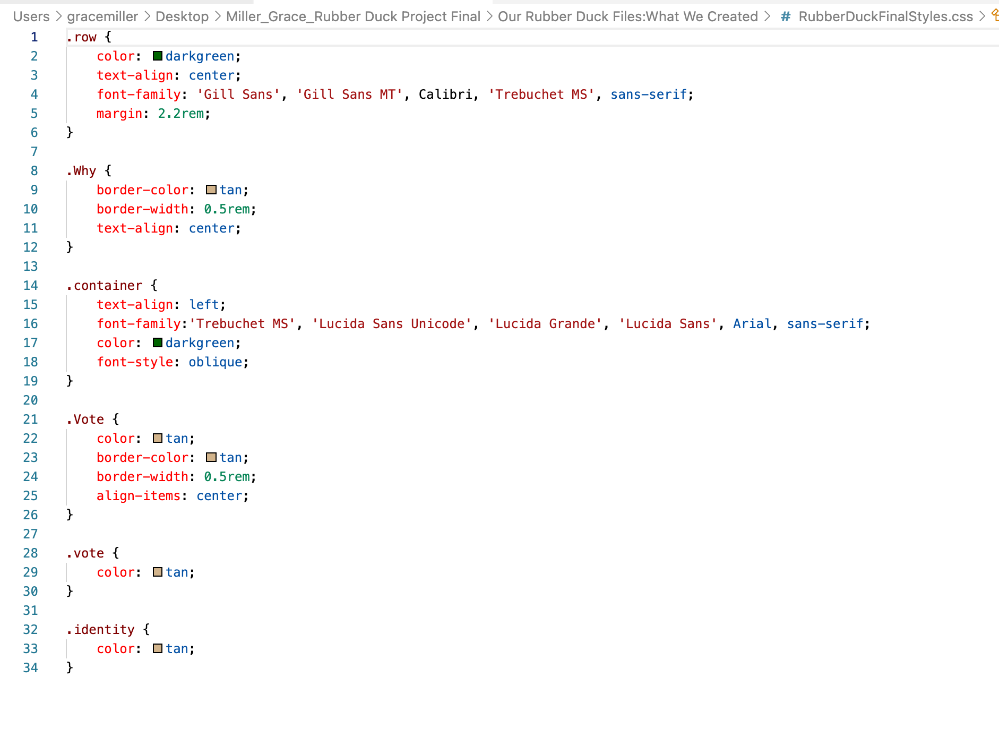 Users > gracemiller > Desktop > Miller_Grace_Rubber Duck Project Final > Our Rubber Duck Files:What We Created > # RubberDuckFinalStyles.css >
1 .row {
2 color: darkgreen;
3 text-align: center;
4 font-family: 'Gill Sans', 'Gill Sans MT', Calibri, 'Trebuchet MS', sans-serif;
5 margin: 2.2rem;
6 }
7
8 .Why {
9 border-color: tan;
10 border-width: 0.5rem;
11 text-align: center;
12 }
13
14 .container {
15 text-align: left;
16 font-family:'Trebuchet MS', 'Lucida Sans Unicode', 'Lucida Grande', 'Lucida Sans', Arial, sans-serif;
17 color: darkgreen;
18 font-style: oblique;
19 }
20
21 .Vote {
22 color: tan;
23 border-color: tan;
24 border-width: 0.5rem;
25 align-items: center;
26 }
27
28 .vote {
29 color: tan;
30 }
31
32 .identity {
33 color: tan;
34 }